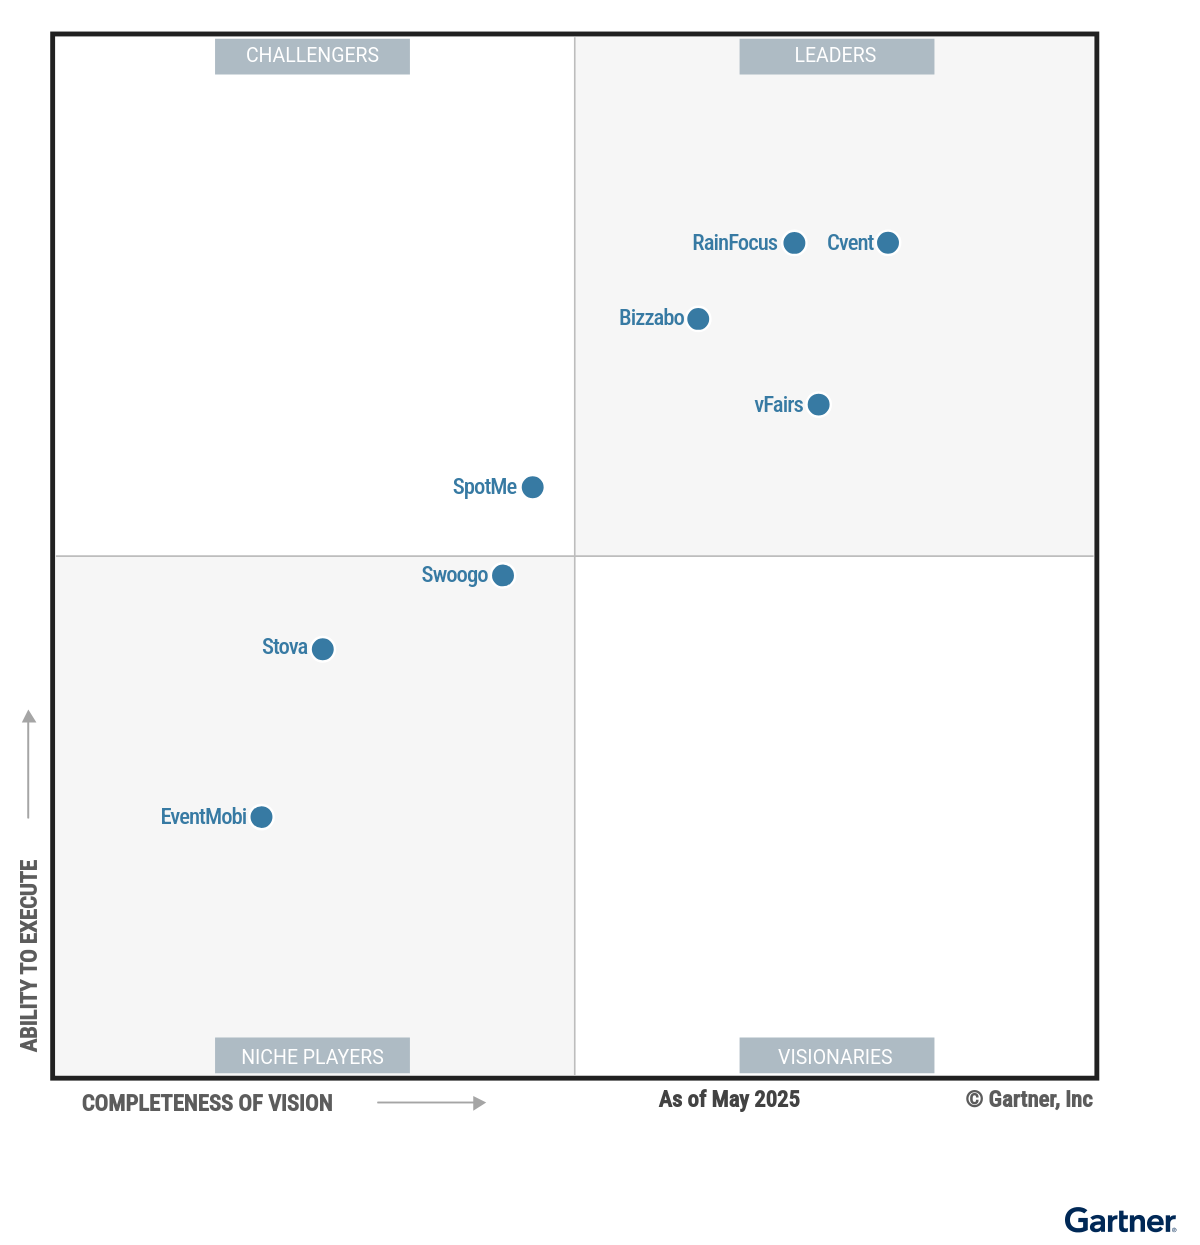 CHALLENGERS
LEADERS
RainFocus
Cvent
Bizzabo
vFairs
SpotMe
Swoogo
Stova
EventMobi
ABILITY TO EXECUTE
NICHE PLAYERS
VISIONARIES
COMPLETENESS OF VISION
As of May 2025
© Gartner, Inc
Gartner®